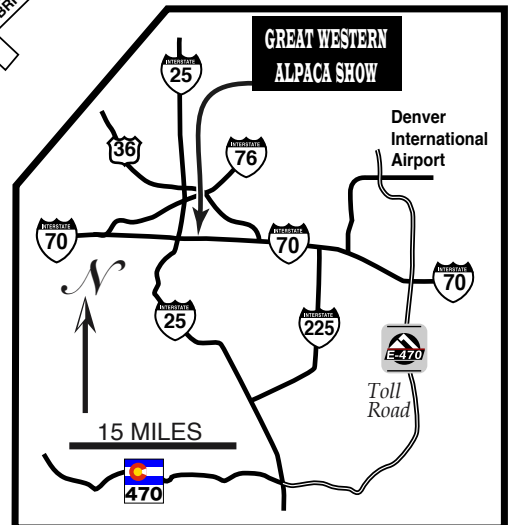 BRI
GREAT WESTERN
ALPACA SHOW
INTERSTATE
25
Denver
International
Airport
36
INTERSTATE
76
INTERSTATE
70
INTERSTATE
70
INTERSTATE
70
N
INTERSTATE
25
INTERSTATE
225
E-470
Toll
Road
15 MILES
470